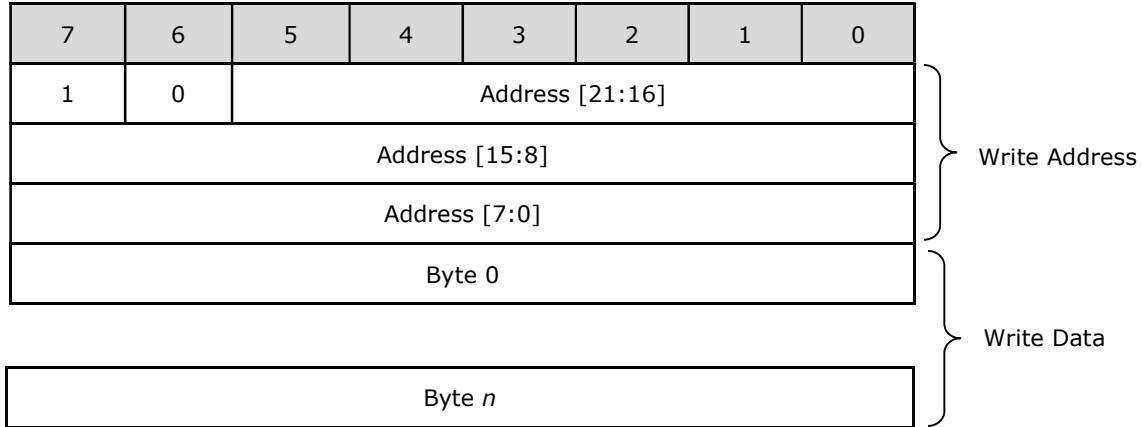 7 6 5 4 3 2 1 0
1 0 Address [21:16]
Address [15:8]
Write Address
Address [7:0]
Byte 0
Write Data
Byte n